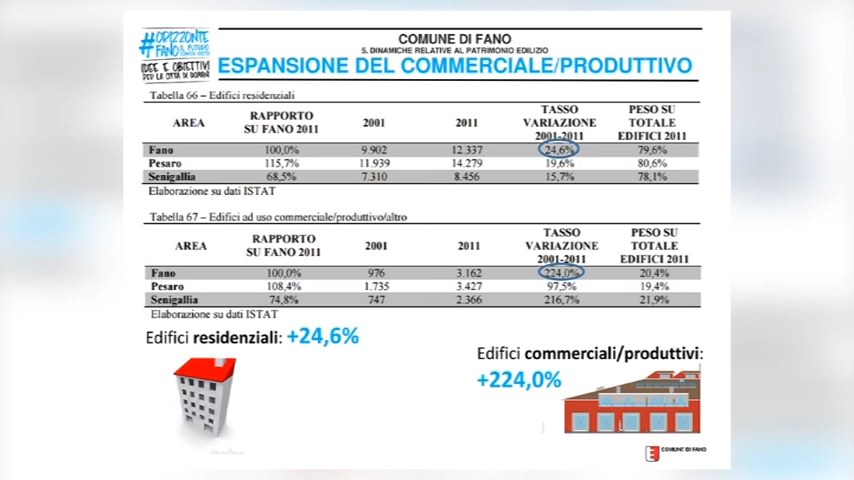 #ORIZZONTE
FANO IL FUTURO
IDEE E OBIETTIVI
PER LA CITTÀ DI DOMANI
COMUNE DI FANO
5. DINAMICHE RELATIVE AL PATRIMONIO EDILIZIO
ESPANSIONE DEL COMMERCIALE/PRODUTTIVO
Tabella 66 – Edifici residenziali
AREA RAPPORTO SU FANO 2011 2001 2011 TASSO VARIAZIONE 2001-2011 PESO SU TOTALE EDIFICI 2011
Fano 100,0% 9.902 12.337 24,6% 79,6%
Pesaro 115,7% 11.939 14.279 19,6% 80,6%
Senigallia 68,5% 7.310 8.456 15,7% 78,1%
Elaborazione su dati ISTAT
Tabella 67 – Edifici ad uso commerciale/produttivo/altro
AREA RAPPORTO SU FANO 2011 2001 2011 TASSO VARIAZIONE 2001-2011 PESO SU TOTALE EDIFICI 2011
Fano 100,0% 976 3.162 224,0% 20,4%
Pesaro 108,4% 1.735 3.427 97,5% 19,4%
Senigallia 74,8% 747 2.366 216,7% 21,9%
Elaborazione su dati ISTAT
Edifici residenziali: +24,6%
Edifici commerciali/produttivi:
+224,0%
COMUNE DI FANO